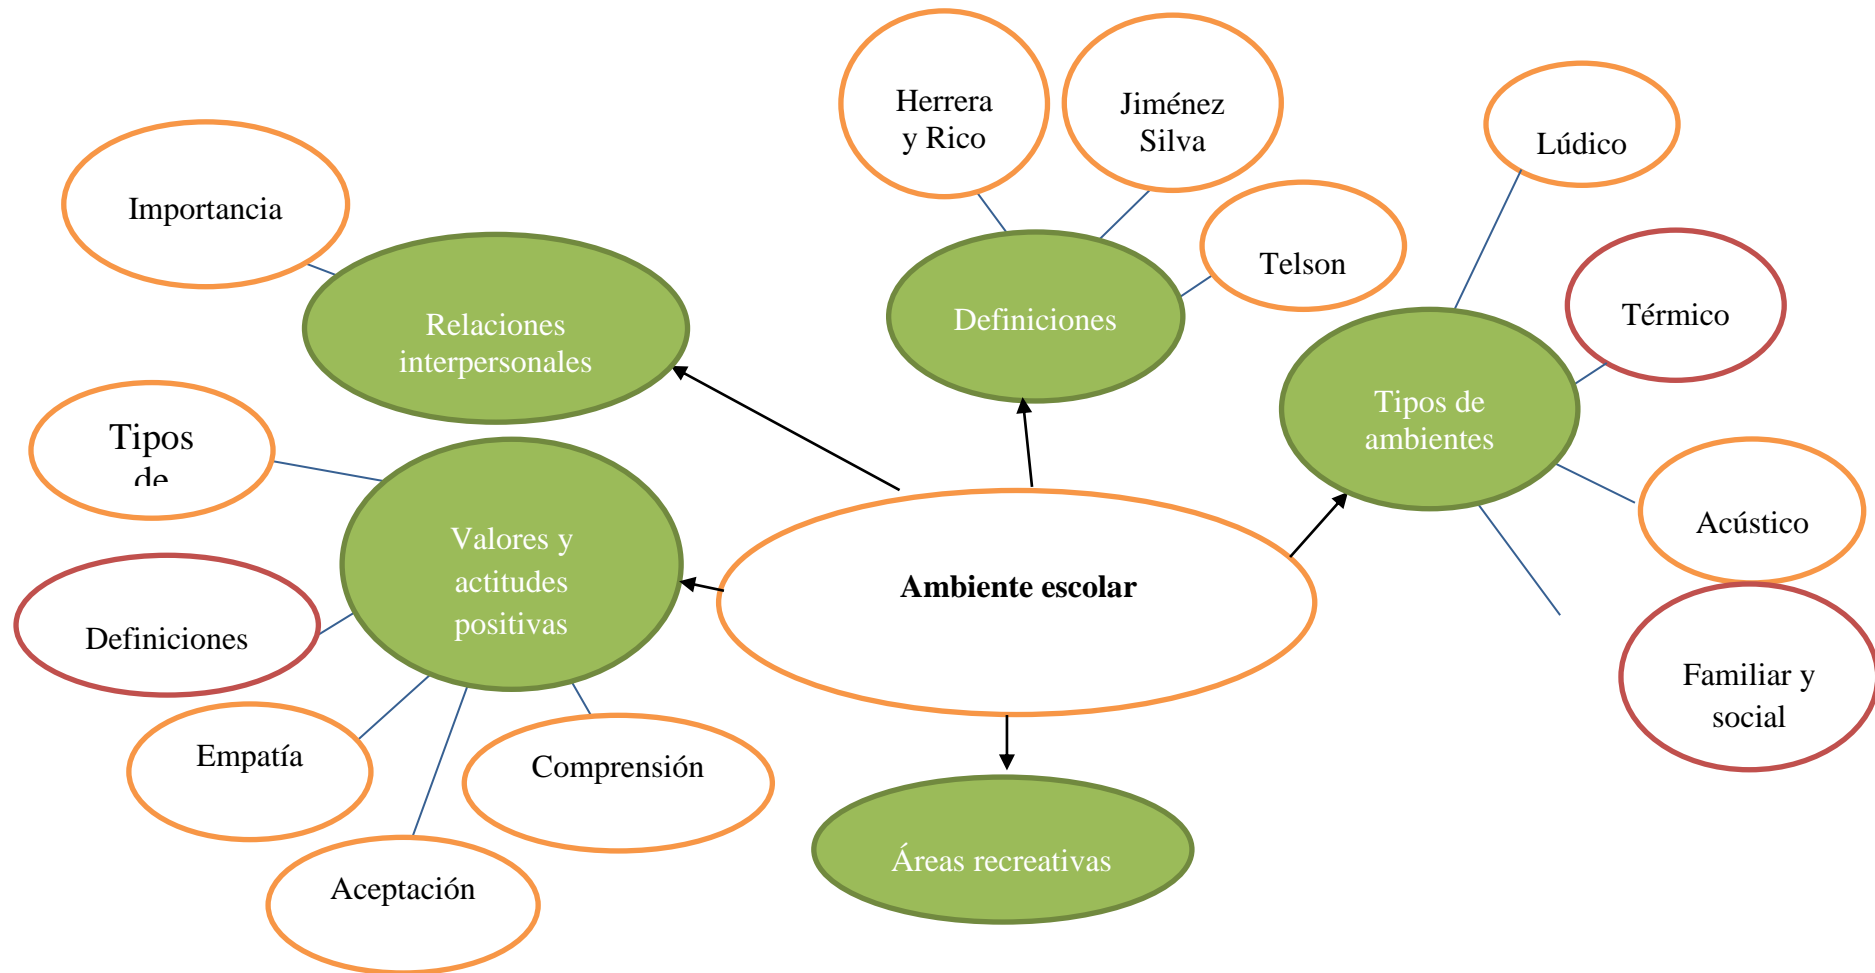 Herrera
y Rico
Jiménez
Silva
Lúdico
Importancia
Telson
Térmico
Relaciones
interpersonales
Definiciones
Tipos de
ambientes
Tipos
de
Valores y
actitudes
positivas
Acústico
Ambiente escolar
Definiciones
Familiar y
social
Empatía
Comprensión
Áreas recreativas
Aceptación